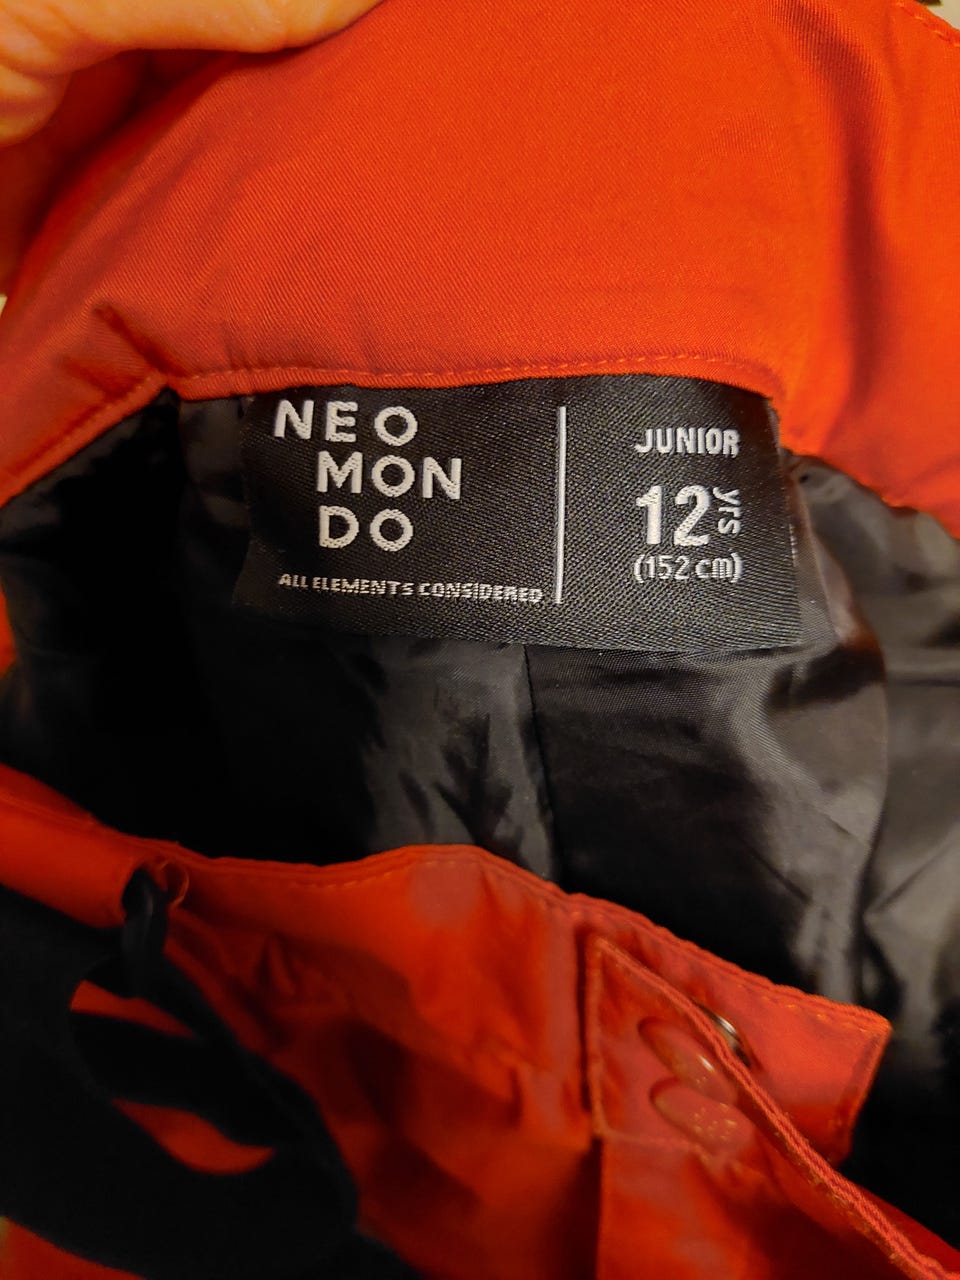 NEO
MON
DO
ALL ELEMENTS CONSIDERED
JUNIOR
12 yrs
(152 cm)